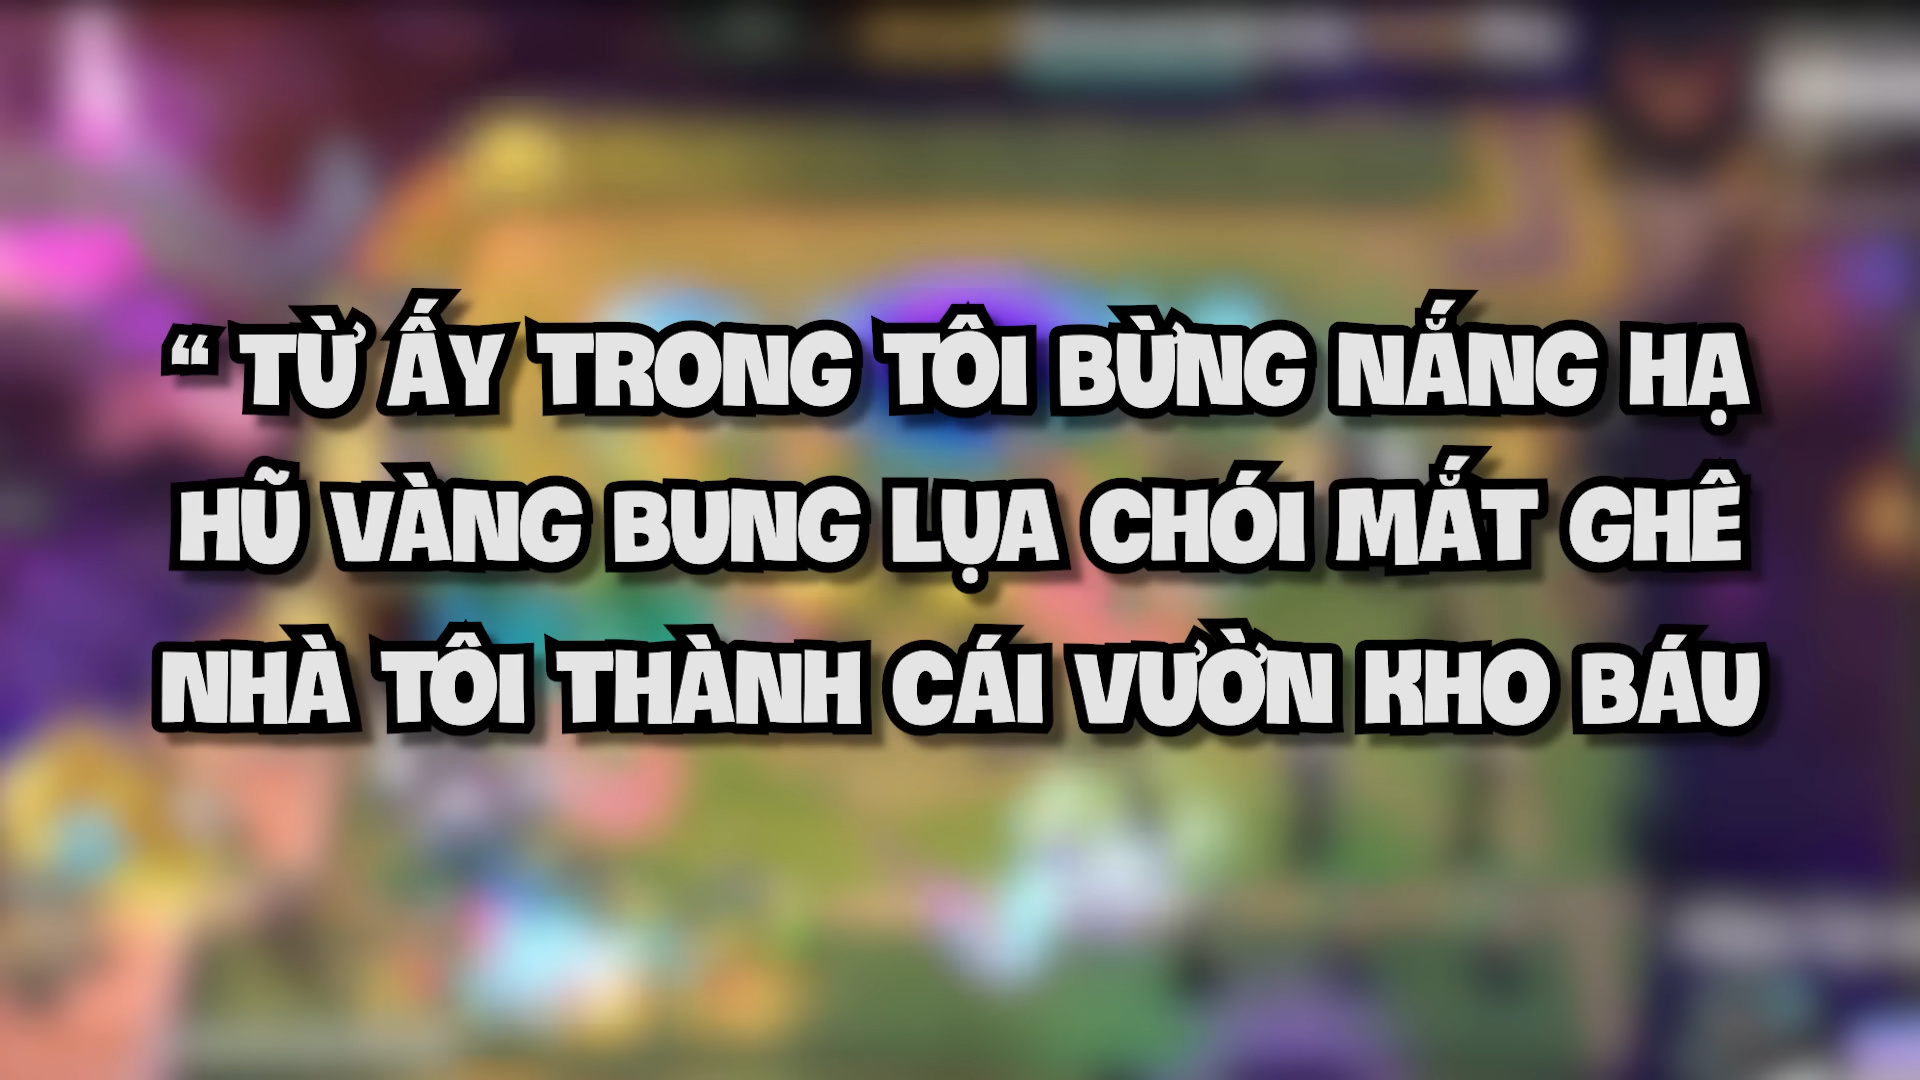 “ TỪ ẤY TRONG TÔI BỪNG NẮNG HẠ
HŨ VÀNG BUNG LỤA CHÓI MẮT GHÊ
NHÀ TÔI THÀNH CÁI VƯỜN KHO BÁU